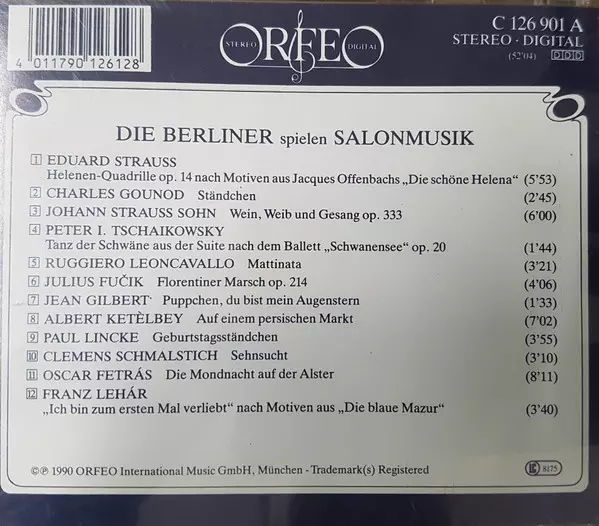 4 011790 126128
STEREO ORFEO DIGITAL
C 126 901 A
STEREO · DIGITAL
(52'04) DDD
DIE BERLINER spielen SALONMUSIK
1 EDUARD STRAUSS
Helenen-Quadrille op. 14 nach Motiven aus Jacques Offenbachs „Die schöne Helena“ (5'53)
2 CHARLES GOUNOD Ständchen (2'45)
3 JOHANN STRAUSS SOHN Wein, Weib und Gesang op. 333 (6'00)
4 PETER I. TSCHAIKOWSKY
Tanz der Schwäne aus der Suite nach dem Ballett „Schwanensee“ op. 20 (1'44)
5 RUGGIERO LEONCAVALLO Mattinata (3'21)
6 JULIUS FUČIK Florentiner Marsch op. 214 (4'06)
7 JEAN GILBERT Puppchen, du bist mein Augenstern (1'33)
8 ALBERT KETÈLBEY Auf einem persischen Markt (7'02)
9 PAUL LINCKE Geburtstagsständchen (3'55)
10 CLEMENS SCHMALSTICH Sehnsucht (3'10)
11 OSCAR FETRÁS Die Mondnacht auf der Alster (8'11)
12 FRANZ LEHÁR
„Ich bin zum ersten Mal verliebt“ nach Motiven aus „Die blaue Mazur“ (3'40)
©℗ 1990 ORFEO International Music GmbH, München - Trademark(s) Registered
8175